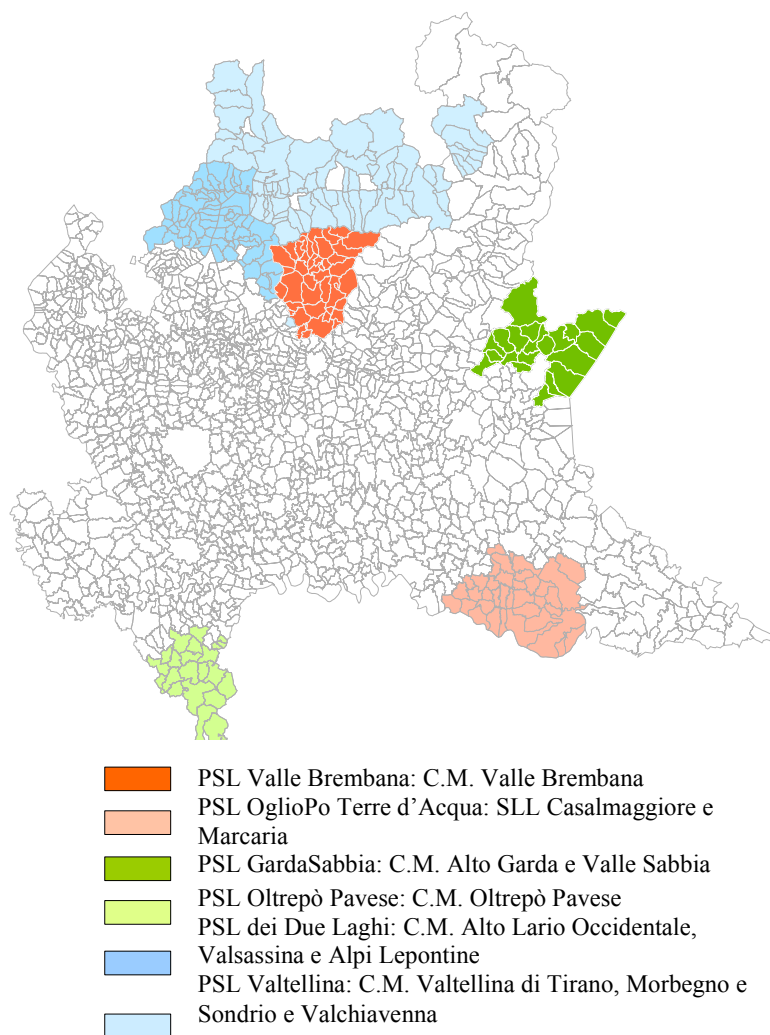 PSL Valle Brembana: C.M. Valle Brembana
PSL OglioPo Terre d’Acqua: SLL Casalmaggiore e
Marcaria
PSL GardaSabbia: C.M. Alto Garda e Valle Sabbia
PSL Oltrepò Pavese: C.M. Oltrepò Pavese
PSL dei Due Laghi: C.M. Alto Lario Occidentale,
Valsassina e Alpi Lepontine
PSL Valtellina: C.M. Valtellina di Tirano, Morbegno e
Sondrio e Valchiavenna